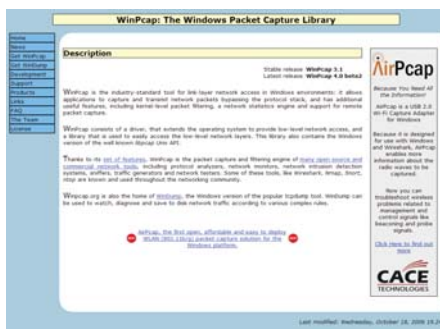 WinPcap: The Windows Packet Capture Library
Home
News
Get WinPcap
Get WinDump
Development
Support
Products
Links
FAQ
The Team
License
Description
Stable release: WinPcap 3.1
Latest release: WinPcap 4.0 beta2
WinPcap is the industry-standard tool for link-layer network access in Windows environments: it allows
applications to capture and transmit network packets bypassing the protocol stack, and has additional
useful features, including kernel-level packet filtering, a network statistics engine and support for remote
packet capture.
WinPcap consists of a driver, that extends the operating system to provide low-level network access, and
a library that is used to easily access the low-level network layers. This library also contains the Windows
version of the well known libpcap Unix API.
Thanks to its set of features, WinPcap is the packet capture and filtering engine of many open source and
commercial network tools, including protocol analyzers, network monitors, network intrusion detection
systems, sniffers, traffic generators and network testers. Some of these tools, like Wireshark, Nmap, Snort,
ntop are known and used throughout the networking community.
Winpcap.org is also the home of WinDump, the Windows version of the popular tcpdump tool. WinDump can
be used to watch, diagnose and save to disk network traffic according to various complex rules.
AirPcap, the first open, affordable and easy to deploy
WLAN (802.11b/g) packet capture solution for the
Windows platform.
AirPcap
Because You Need All
the Information!
AirPcap is a USB 2.0
Wi-Fi Capture Adapter
for Windows
Because it is designed
for use with Windows
and Wireshark, AirPcap
enables more
information about the
radio waves to be
captured.
Now you can
troubleshoot wireless
problems related to
management and
control signals like
beaconing and probe
signals.
Click Here to find out
more
CACE
TECHNOLOGIES
Last modified: Wednesday, October 18, 2006 19.2